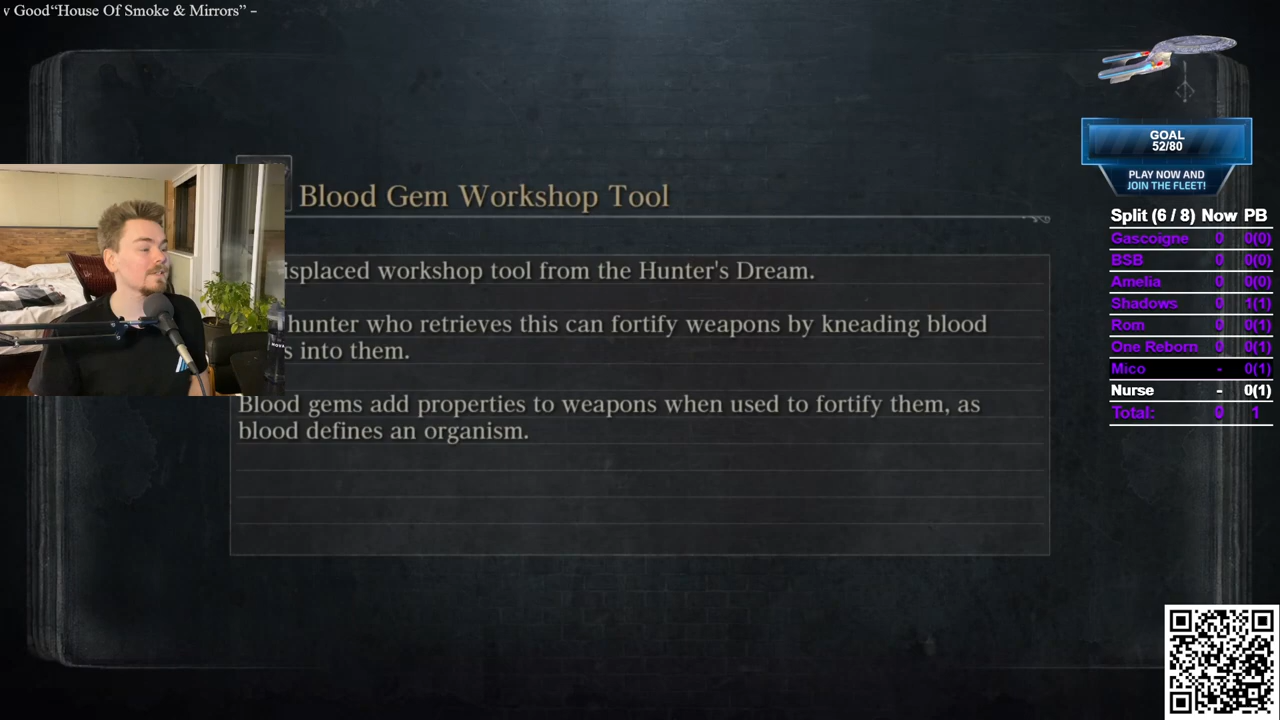 v Good“House Of Smoke & Mirrors” –
Blood Gem Workshop Tool
isplaced workshop tool from the Hunter's Dream.
hunter who retrieves this can fortify weapons by kneading blood
s into them.
Blood gems add properties to weapons when used to fortify them, as
blood defines an organism.
GOAL
52/80
PLAY NOW AND
JOIN THE FLEET!
Split (6 / 8) Now PB
Gascoigne 0 0(0)
BSB 0 0(0)
Amelia 0 0(0)
Shadows 0 1(1)
Rom 0 0(1)
One Reborn 0 0(1)
Mico - 0(1)
Nurse - 0(1)
Total: 0 1